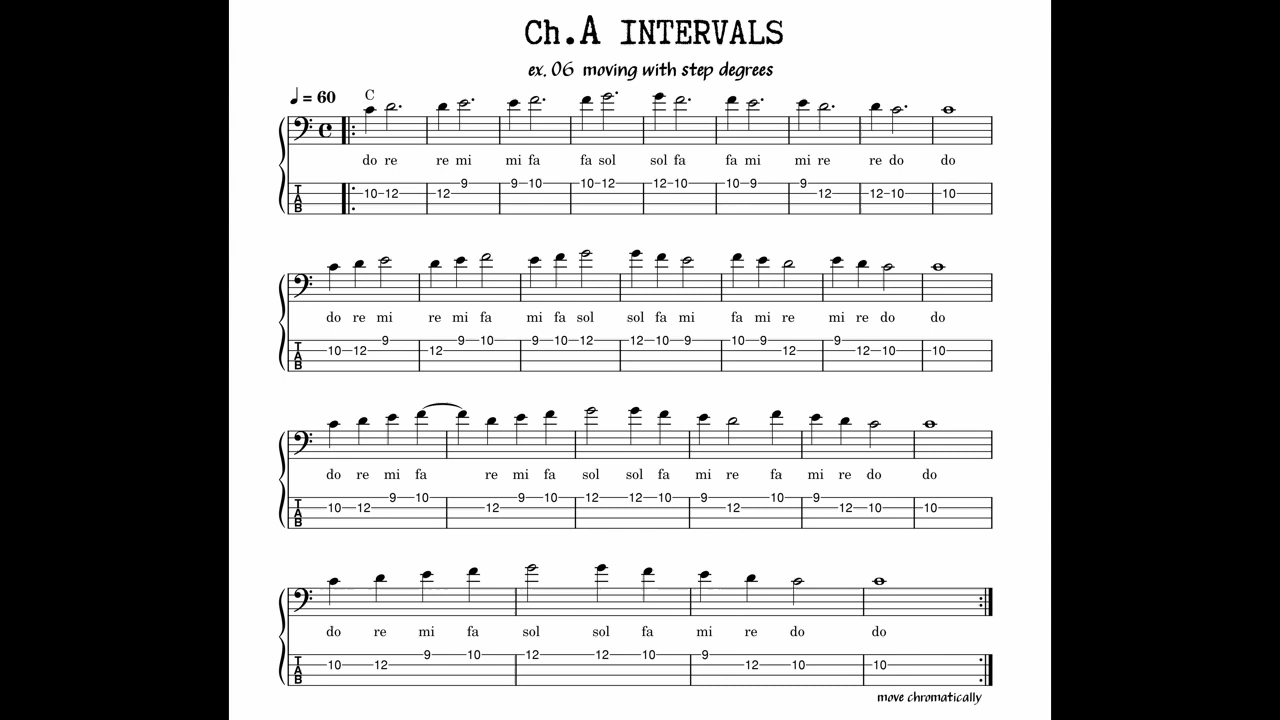 Ch.A INTERVALS
ex. 06 moving with step degrees
♩ = 60 C
do re re mi mi fa fa sol sol fa fa mi mi re re do do
TAB 10 12 12 9 9 10 10 12 12 10 10 9 9 12 12 10 10
do re mi re mi fa mi fa sol sol fa mi fa mi re mi re do do
TAB 10 12 9 12 9 10 9 10 12 12 10 9 10 9 12 9 12 10 10
do re mi fa re mi fa sol sol fa mi re fa mi re do do
TAB 10 12 9 10 12 9 10 12 12 10 9 12 10 9 12 10 10
do re mi fa sol sol fa mi re do do
TAB 10 12 9 10 12 12 10 9 12 10 10
move chromatically